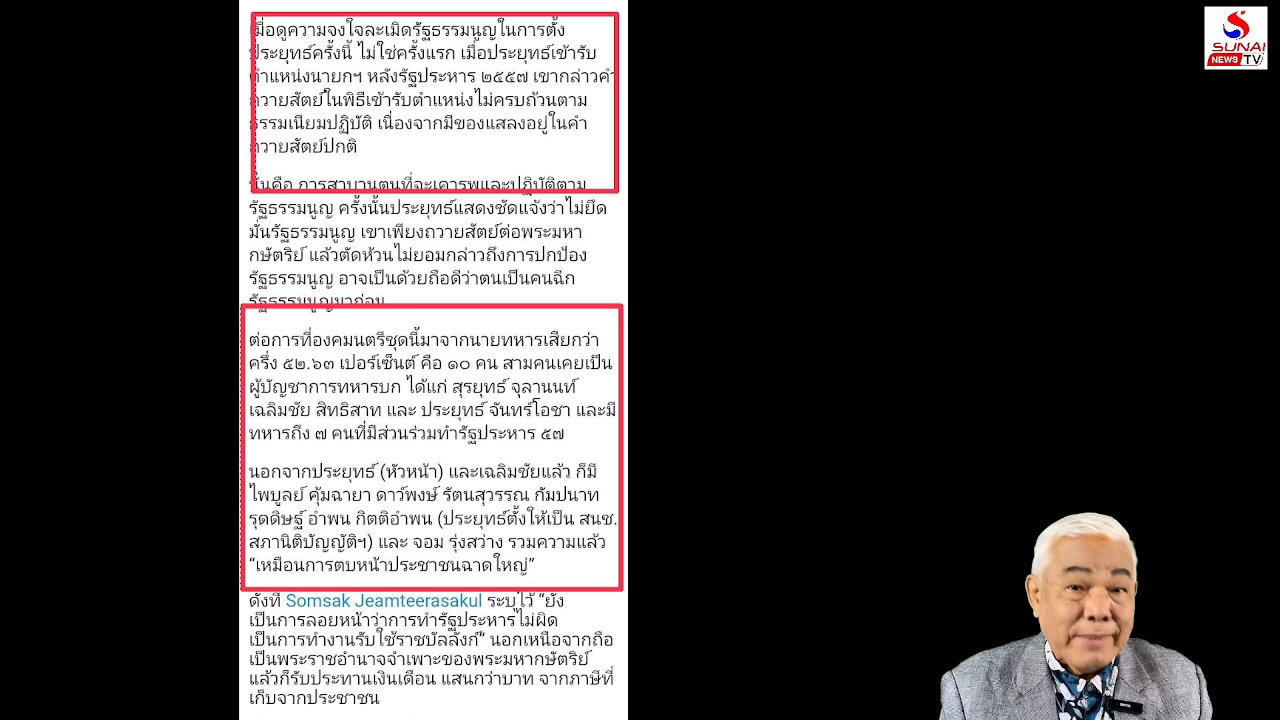 เมื่อดูความจงใจละเมิดรัฐธรรมนูญในการตั้ง
ประยุทธ์ครั้งนี้ ไม่ใช่ครั้งแรก เมื่อประยุทธ์เข้ารับ
ตำแหน่งนายกฯ หลังรัฐประหาร ๒๕๕๗ เขากล่าวคำ
ถวายสัตย์ในพิธีเข้ารับตำแหน่งไม่ครบถ้วนตาม
ธรรมเนียมปฏิบัติ เนื่องจากมีของแสลงอยู่ในคำ
ถวายสัตย์ปกติ
นั่นคือ การสาบานตนที่จะเคารพและปฏิบัติตาม
รัฐธรรมนูญ ครั้งนั้นประยุทธ์แสดงชัดแจ้งว่าไม่ยึด
มั่นรัฐธรรมนูญ เขาเพียงถวายสัตย์ต่อพระมหา
กษัตริย์ แล้วตัดห้วนไม่ยอมกล่าวถึงการปกป้อง
รัฐธรรมนูญ อาจเป็นด้วยถือดีว่าตนเป็นคนฉีก
รัฐธรรมนูญมาก่อน
ต่อการที่องคมนตรีชุดนี้มาจากนายทหารเสียกว่า
ครึ่ง ๕๒.๖๓ เปอร์เซ็นต์ คือ ๑๐ คน สามคนเคยเป็น
ผู้บัญชาการทหารบก ได้แก่ สุรยุทธ์ จุลานนท์
เฉลิมชัย สิทธิสาท และ ประยุทธ์ จันทร์โอชา และมี
ทหารถึง ๗ คนที่มีส่วนร่วมทำรัฐประหาร ๕๗
นอกจากประยุทธ์ (หัวหน้า) และเฉลิมชัยแล้ว ก็มี
ไพบูลย์ คุ้มฉายา ดาว์พงษ์ รัตนสุวรรณ กัมปนาท
รุดดิษฐ์ อำพน กิตติอำพน (ประยุทธ์ตั้งให้เป็น สนช.
สภานิติบัญญัติฯ) และ จอม รุ่งสว่าง รวมความแล้ว
“เหมือนการตบหน้าประชาชนฉาดใหญ่”
ดังที่ Somsak Jeamteerasakul ระบุไว้ “ยัง
เป็นการลอยหน้าว่าการทำรัฐประหารไม่ผิด
เป็นการทำงานรับใช้ราชบัลลังก์” นอกเหนือจากถือ
เป็นพระราชอำนาจจำเพาะของพระมหากษัตริย์
แล้วก็รับประทานเงินเดือน แสนกว่าบาท จากภาษีที่
เก็บจากประชาชน
SUNAI
NEWS TV